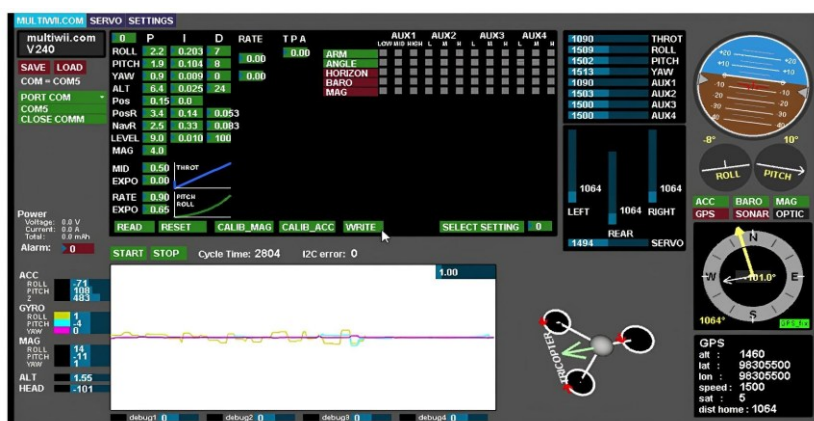 MULTIWII.COM SERVO SETTINGS
multiwii.com
V240
SAVE LOAD
COM = COM5
PORT COM
COM5
CLOSE COMM
Power
Voltage: 0.0 V
Current: 0.0 A
Total: 0.0 mAh
Alarm: 0
0 P I D RATE T P A
ROLL 2.2 0.203 7
PITCH 1.9 0.104 8
0.00 0.00
YAW 0.9 0.009 0 0.00
ALT 6.4 0.025 24
Pos 0.15 0.0
PosR 3.4 0.14 0.053
NavR 2.5 0.33 0.083
LEVEL 9.0 0.010 100
MAG 4.0
MID 0.50 THROT
EXPO 0.00
RATE 0.90 PITCH
ROLL
EXPO 0.65
AUX1 AUX2 AUX3 AUX4
LOW MID HIGH L M H L M H L M H
ARM
ANGLE
HORIZON
BARO
MAG
READ RESET CALIB_MAG CALIB_ACC WRITE SELECT SETTING 0
1090 THROT
1509 ROLL
1502 PITCH
1513 YAW
1090 AUX1
1503 AUX2
1500 AUX3
1500 AUX4
1064 1064
LEFT 1064 RIGHT
REAR
1494 SERVO
-8° 10°
ROLL PITCH
ACC BARO MAG
GPS SONAR OPTIC
N
W -101.0° E
S
1064° GPS_fix
START STOP Cycle Time: 2804 I2C error: 0
1.00
ACC
ROLL -71
PITCH 108
Z 483
GYRO
ROLL 1
PITCH -4
YAW 0
MAG
ROLL 14
PITCH -11
YAW 1
ALT 1.55
HEAD -101
debug1 0 debug2 0 debug3 0 debug4 0
TRICOPTER
GPS
alt : 1460
lat : 98305500
lon : 98305500
speed : 1500
sat : 5
dist home : 1064